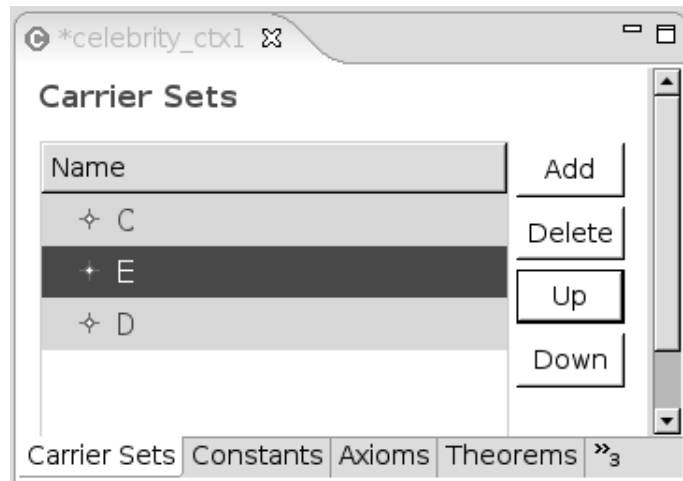 *celebrity_ctx1
Carrier Sets
Name
Add
C
Delete
E
Up
D
Down
Carrier Sets Constants Axioms Theorems »3